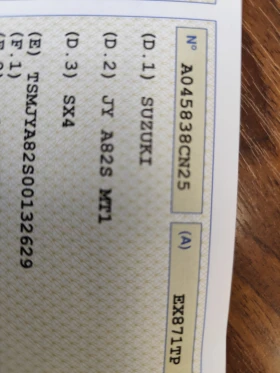 N° A045838CN25 (A) EX871TP
(D.1) SUZUKI
(D.2) JY A82S MT1
(D.3) SX4
(E) TSMJYA82S00132629
(F.1)